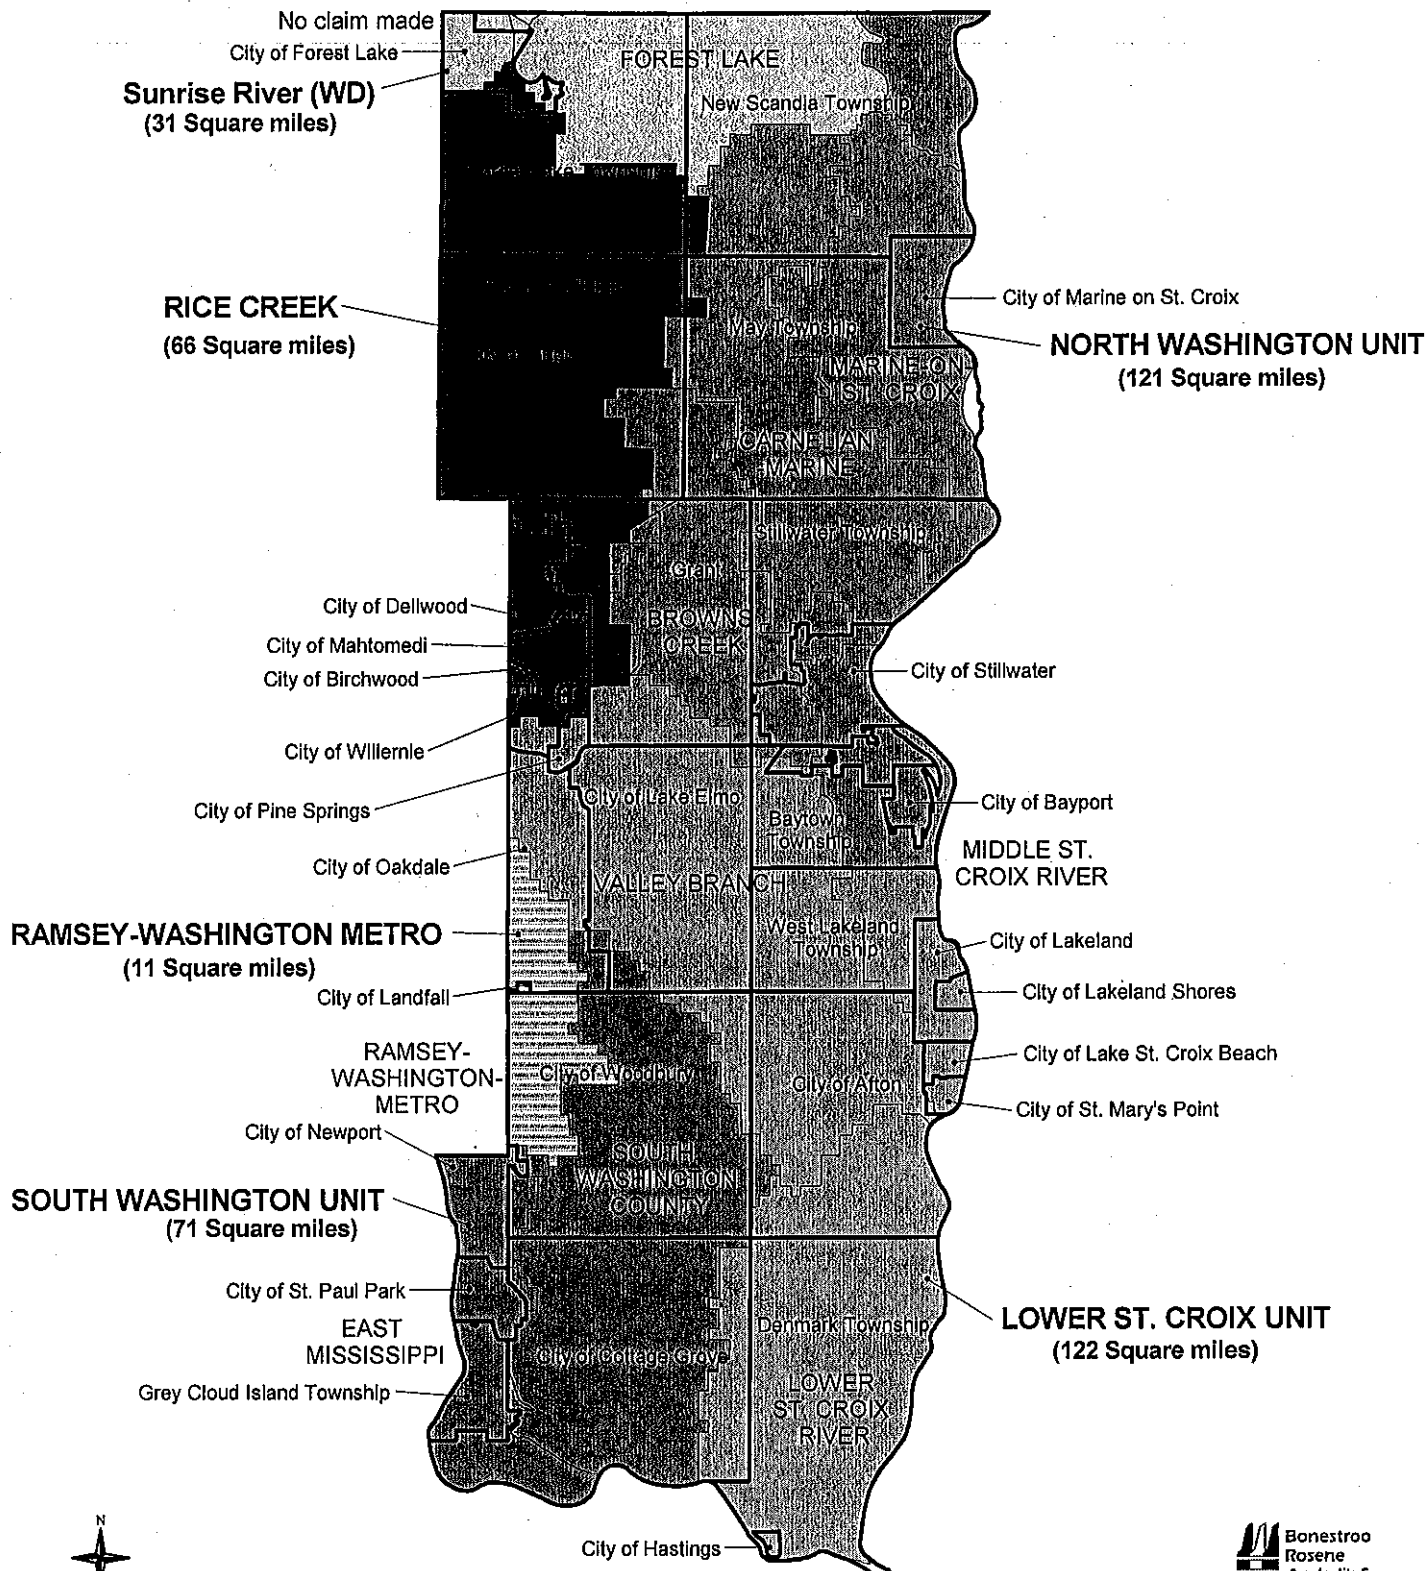 No claim made
City of Forest Lake
FOREST LAKE
Sunrise River (WD)
(31 Square miles)
New Scandia Township
RICE CREEK
(66 Square miles)
City of Marine on St. Croix
May Township
NORTH WASHINGTON UNIT
(121 Square miles)
MARINE-ON-
ST. CROIX
CARNELIAN
MARINE
Stillwater Township
Grant
City of Dellwood
BROWNS
CREEK
City of Mahtomedi
City of Birchwood
City of Stillwater
City of Willernie
City of Pine Springs
City of Lake Elmo
City of Bayport
Baytown
Township
City of Oakdale
MIDDLE ST.
CROIX RIVER
VALLEY BRANCH
RAMSEY-WASHINGTON METRO
(11 Square miles)
West Lakeland
Township
City of Lakeland
City of Landfall
City of Lakeland Shores
RAMSEY-
WASHINGTON-
METRO
City of Woodbury
City of Afton
City of Lake St. Croix Beach
City of St. Mary's Point
City of Newport
SOUTH
WASHINGTON
COUNTY
SOUTH WASHINGTON UNIT
(71 Square miles)
City of St. Paul Park
EAST
MISSISSIPPI
Denmark Township
LOWER ST. CROIX UNIT
(122 Square miles)
City of Cottage Grove
Grey Cloud Island Township
LOWER
ST. CROIX
RIVER
N
City of Hastings
Bonestroo
Rosene